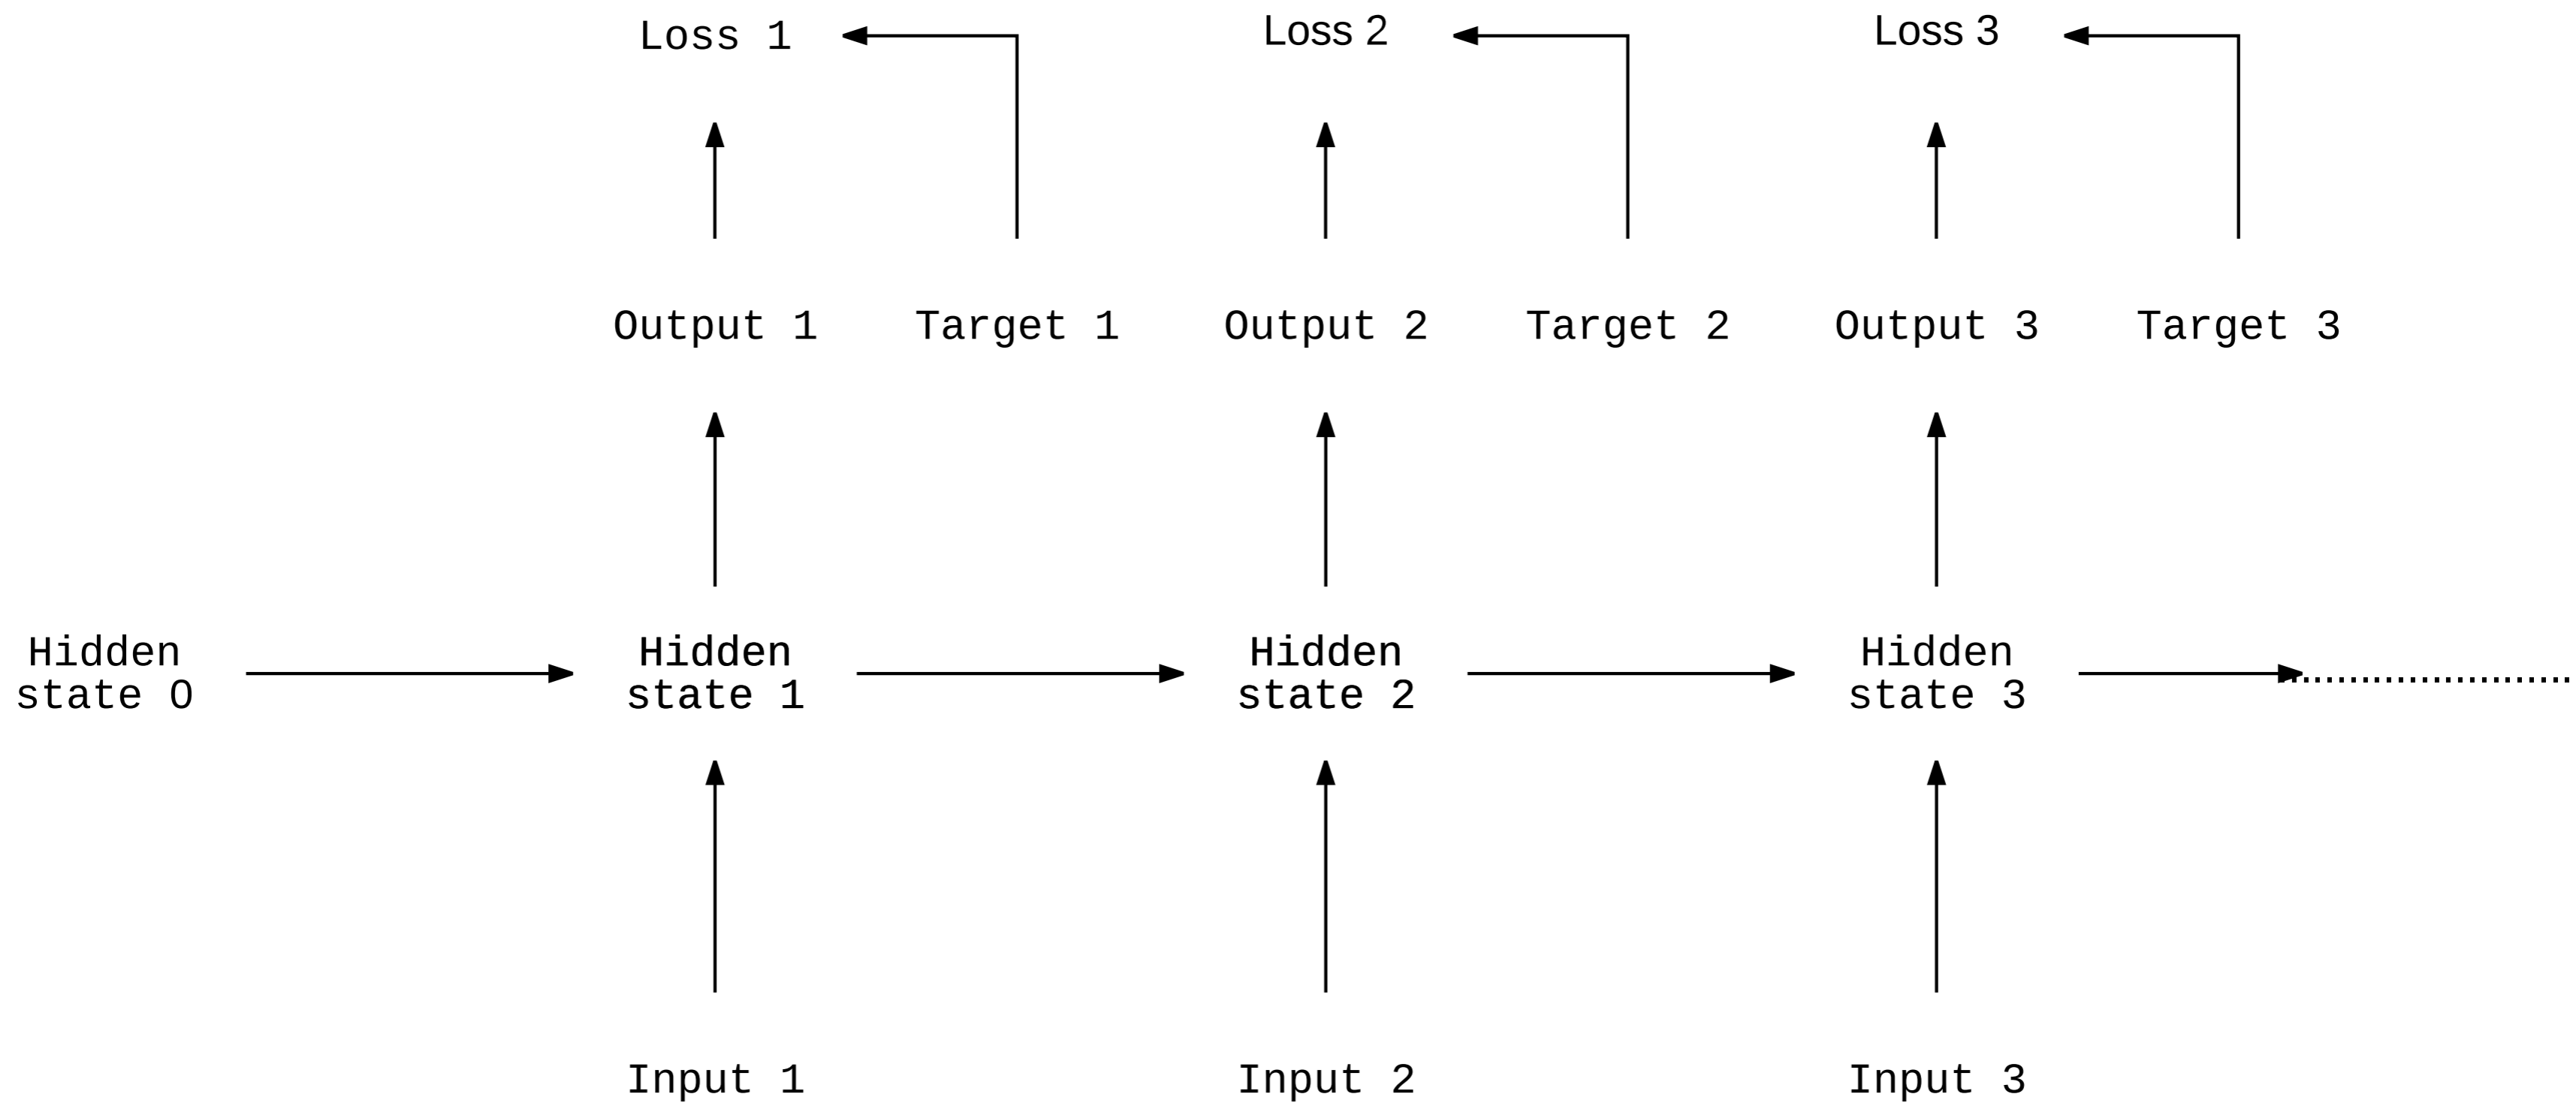 Loss 1
Loss 2
Loss 3
Output 1
Target 1
Output 2
Target 2
Output 3
Target 3
Hidden
state 0
Hidden
state 1
Hidden
state 2
Hidden
state 3
Input 1
Input 2
Input 3